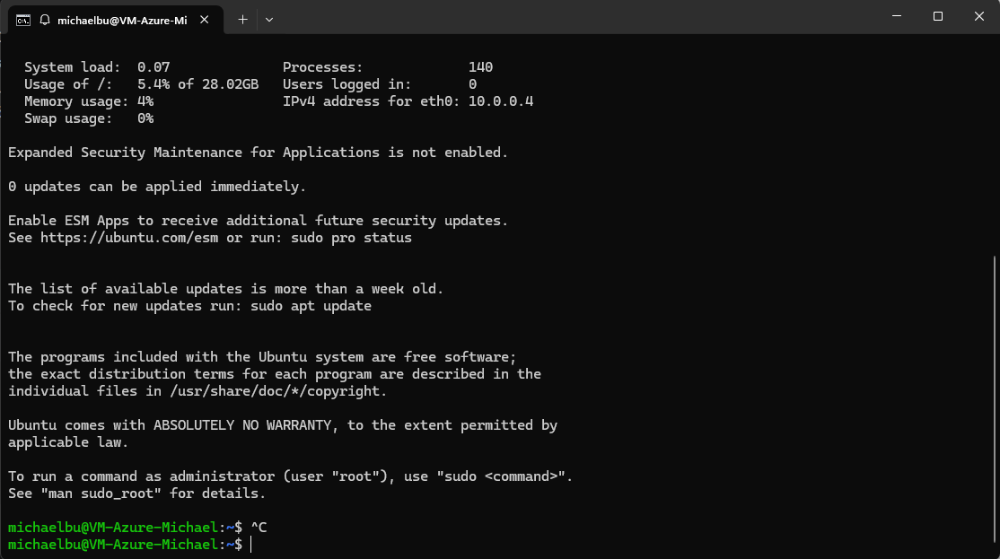 michaelbu@VM-Azure-Mi
System load: 0.07 Processes: 140
Usage of /: 5.4% of 28.02GB Users logged in: 0
Memory usage: 4% IPv4 address for eth0: 10.0.0.4
Swap usage: 0%
Expanded Security Maintenance for Applications is not enabled.
0 updates can be applied immediately.
Enable ESM Apps to receive additional future security updates.
See https://ubuntu.com/esm or run: sudo pro status
The list of available updates is more than a week old.
To check for new updates run: sudo apt update
The programs included with the Ubuntu system are free software;
the exact distribution terms for each program are described in the
individual files in /usr/share/doc/*/copyright.
Ubuntu comes with ABSOLUTELY NO WARRANTY, to the extent permitted by
applicable law.
To run a command as administrator (user "root"), use "sudo <command>".
See "man sudo_root" for details.
michaelbu@VM-Azure-Michael:~$ ^C
michaelbu@VM-Azure-Michael:~$